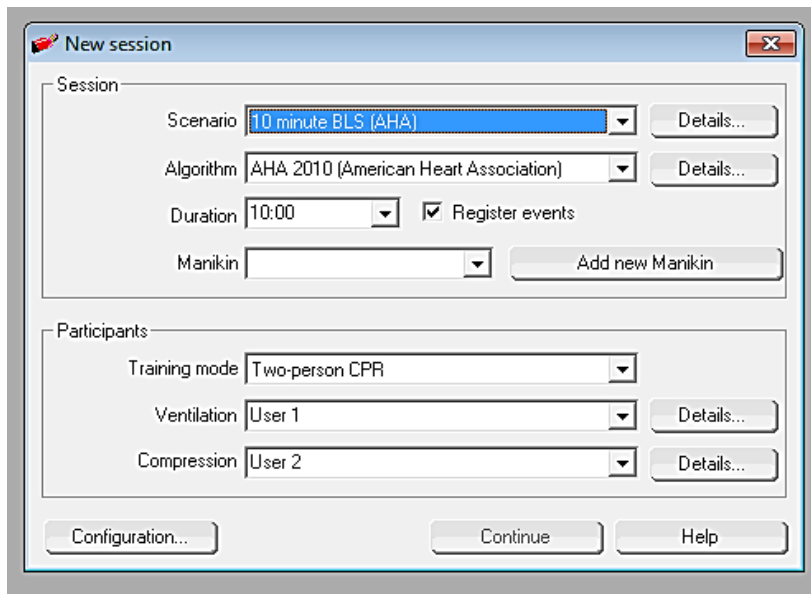 New session
Session
Scenario 10 minute BLS (AHA) Details...
Algorithm AHA 2010 (American Heart Association) Details...
Duration 10:00 Register events
Manikin Add new Manikin
Participants
Training mode Two-person CPR
Ventilation User 1 Details...
Compression User 2 Details...
Configuration... Continue Help